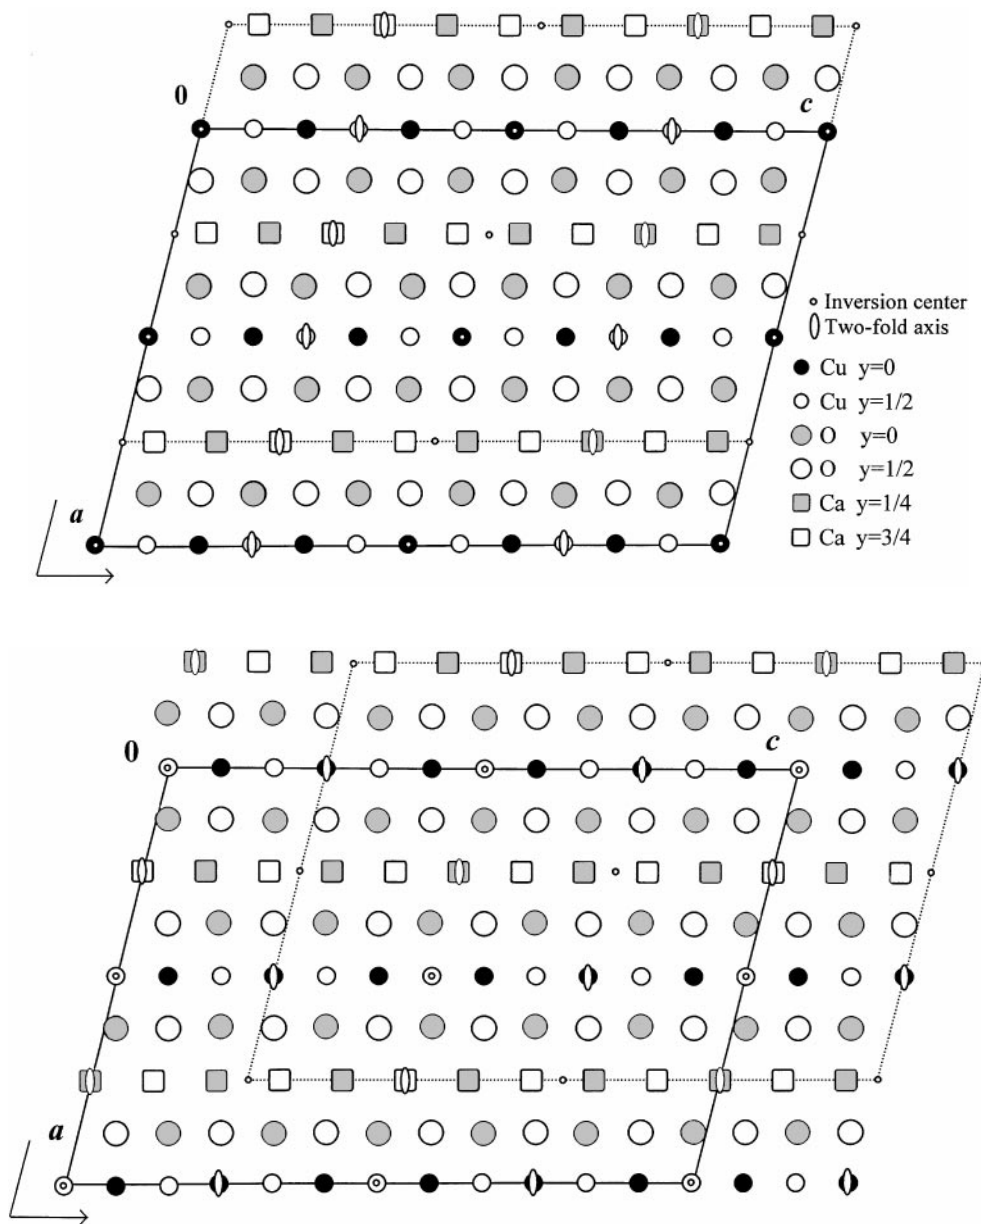 0
c
Inversion center
Two-fold axis
Cu y=0
Cu y=1/2
O y=0
O y=1/2
Ca y=1/4
Ca y=3/4
a
0
c
a